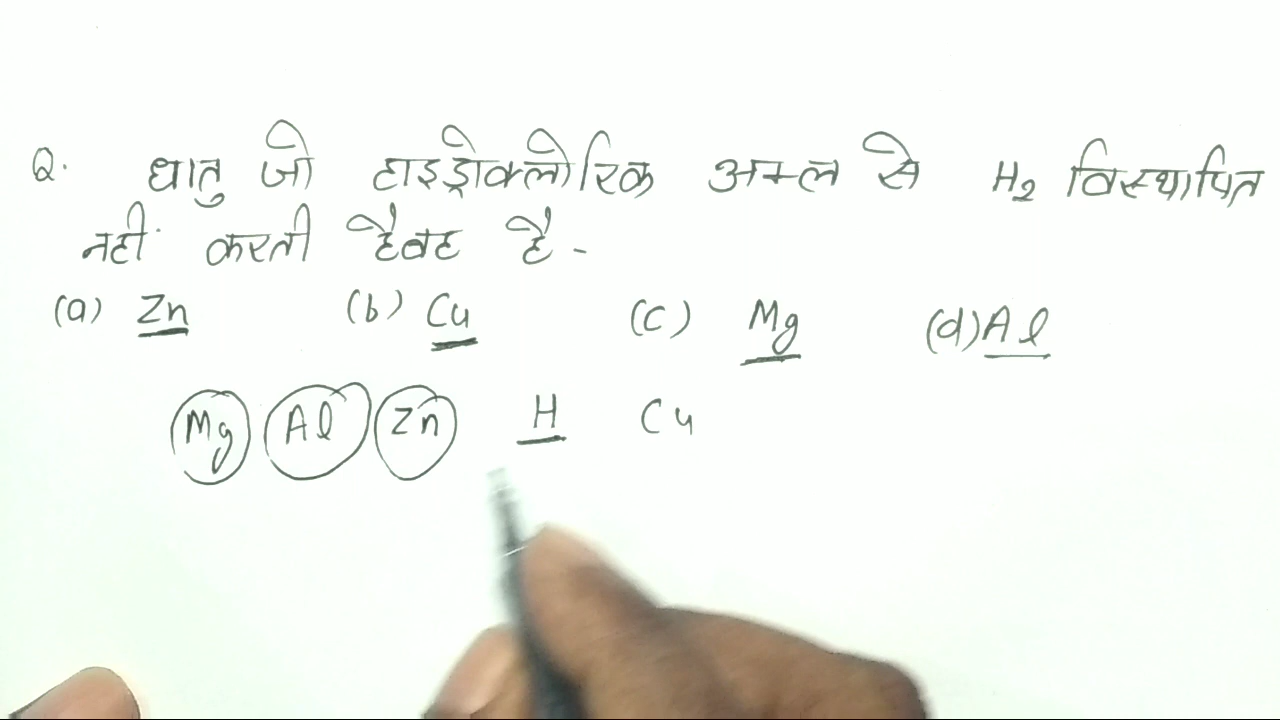 Q. धातु जो हाइड्रोक्लोरिक अम्ल से H2 विस्थापित
नहीं करती हैवह है -
(a) Zn (b) Cu (c) Mg (d) Al
Mg Al Zn H Cu